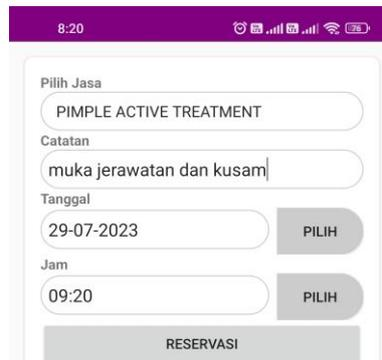 8:20
76
Pilih Jasa
PIMPLE ACTIVE TREATMENT
Catatan
muka jerawatan dan kusam
Tanggal
29-07-2023
PILIH
Jam
09:20
PILIH
RESERVASI